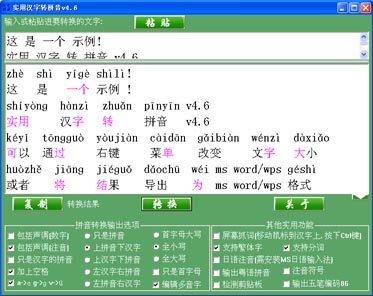 实用汉字转拼音v4.6
输入或粘贴进要转换的文字:
粘 贴
这 是 一个 示例!
实用 汉字 转 拼音 v4.6
zhè shì yígè shìlì!
这 是 一个 示例 !
shíyòng hànzì zhuǎn pīnyīn v4.6
实用 汉字 转 拼音 v4.6
kěyǐ tōngguò yòujiàn càidān gǎibiàn wénzì dàxiǎo
可以 通过 右键 菜单 改变 文字 大小
huòzhě jiāng jiéguǒ dǎochū wéi ms word/wps géshì
或者 将 结果 导出 为 ms word/wps 格式
复 制
转换结果
转 换
关 于
拼音转换输出选项
包括声调(数字)
只是拼音
首字母大写
包括声调(注音)
上拼音下汉字
全小写
只是汉字的拼音
上汉字下拼音
全大写
加上空格
左汉字右拼音
只是首字母
左拼音右汉字
编辑多音字
其他实用功能
屏幕抓词(移动鼠标到汉字上,按下Ctrl键)
支持繁体字
支持分词
日语注音(需安装MS日语输入法)
输出粤语拼音
注音符号
检测剪贴板
输出五笔编码86